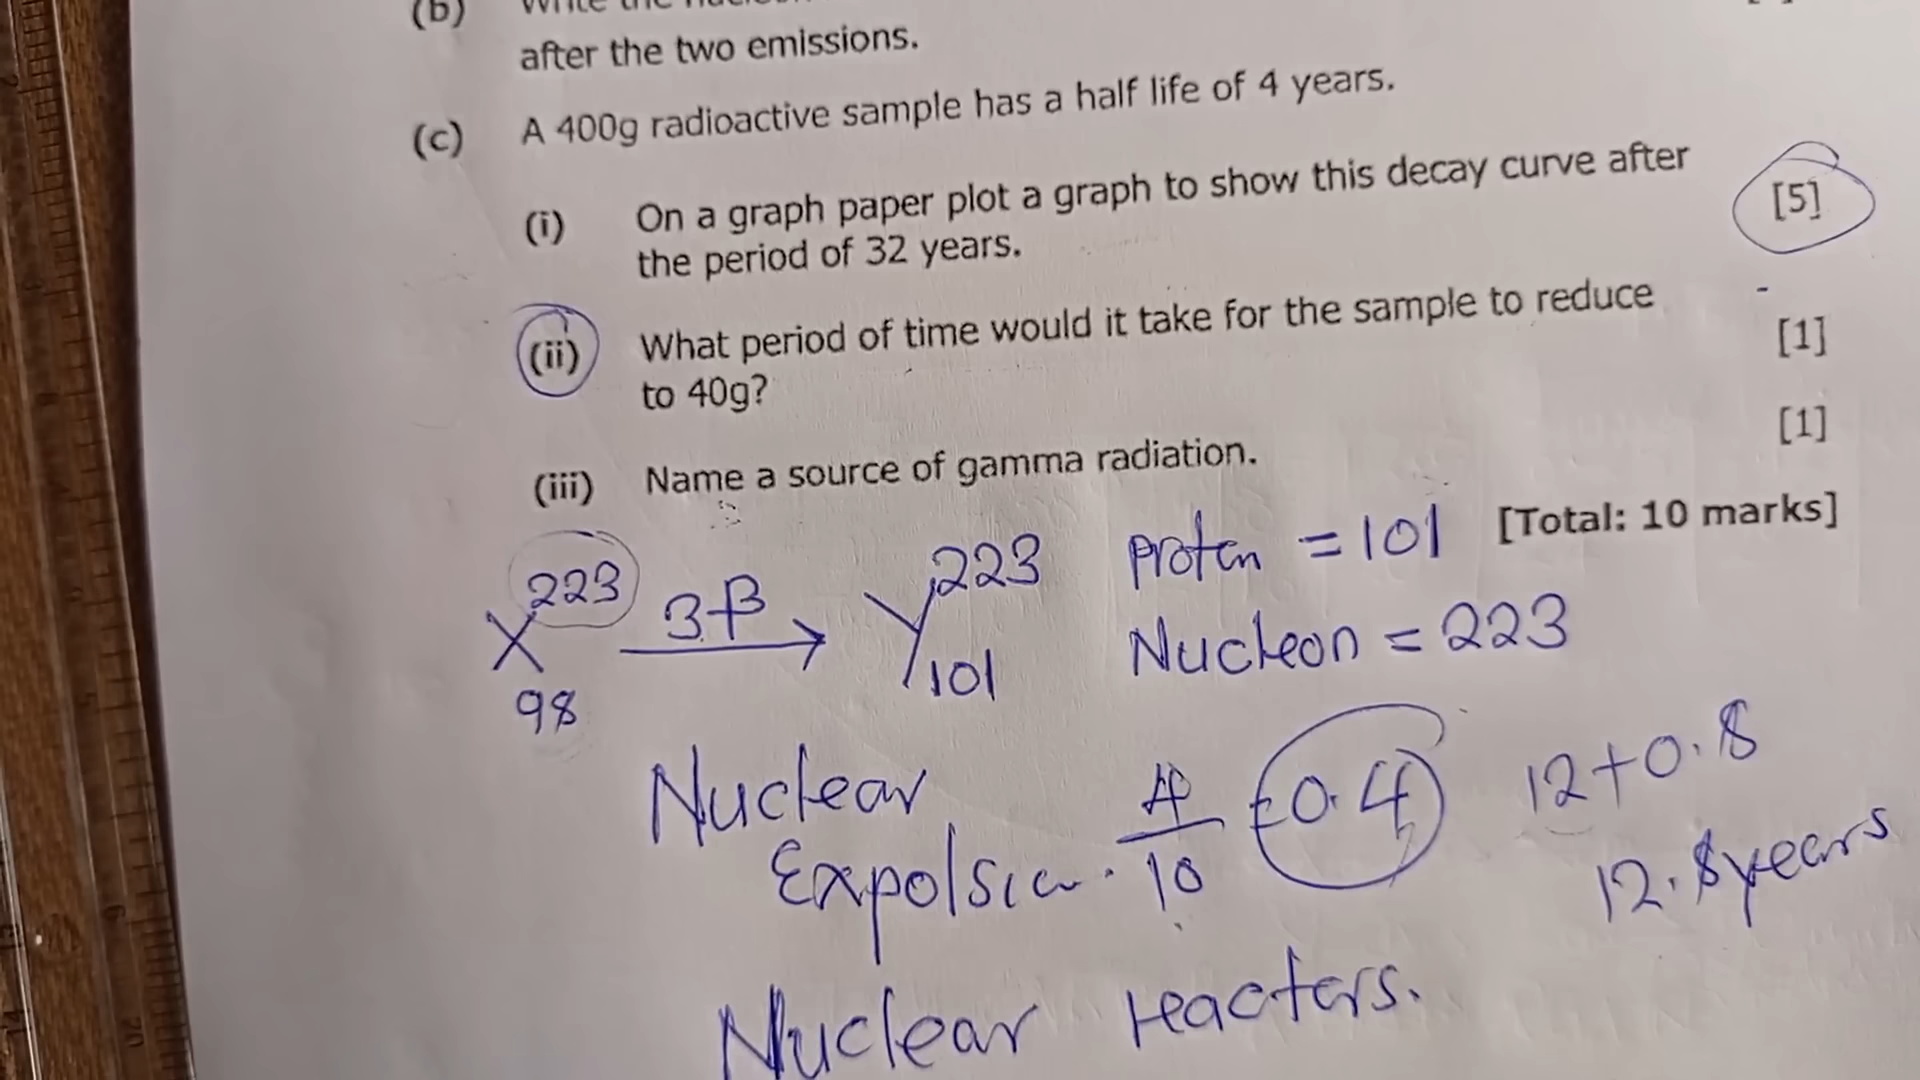 (b)
after the two emissions.
(c) A 400g radioactive sample has a half life of 4 years.
(i) On a graph paper plot a graph to show this decay curve after [5]
the period of 32 years.
(ii) What period of time would it take for the sample to reduce
to 40g? [1]
(iii) Name a source of gamma radiation. [1]
[Total: 10 marks]
X 223 98 3β → Y 223 101
Proton = 101
Nucleon = 223
Nuclear
Expolsion.
4
10
= 0.4
12+0.8
12.8years
Nuclear reactors.